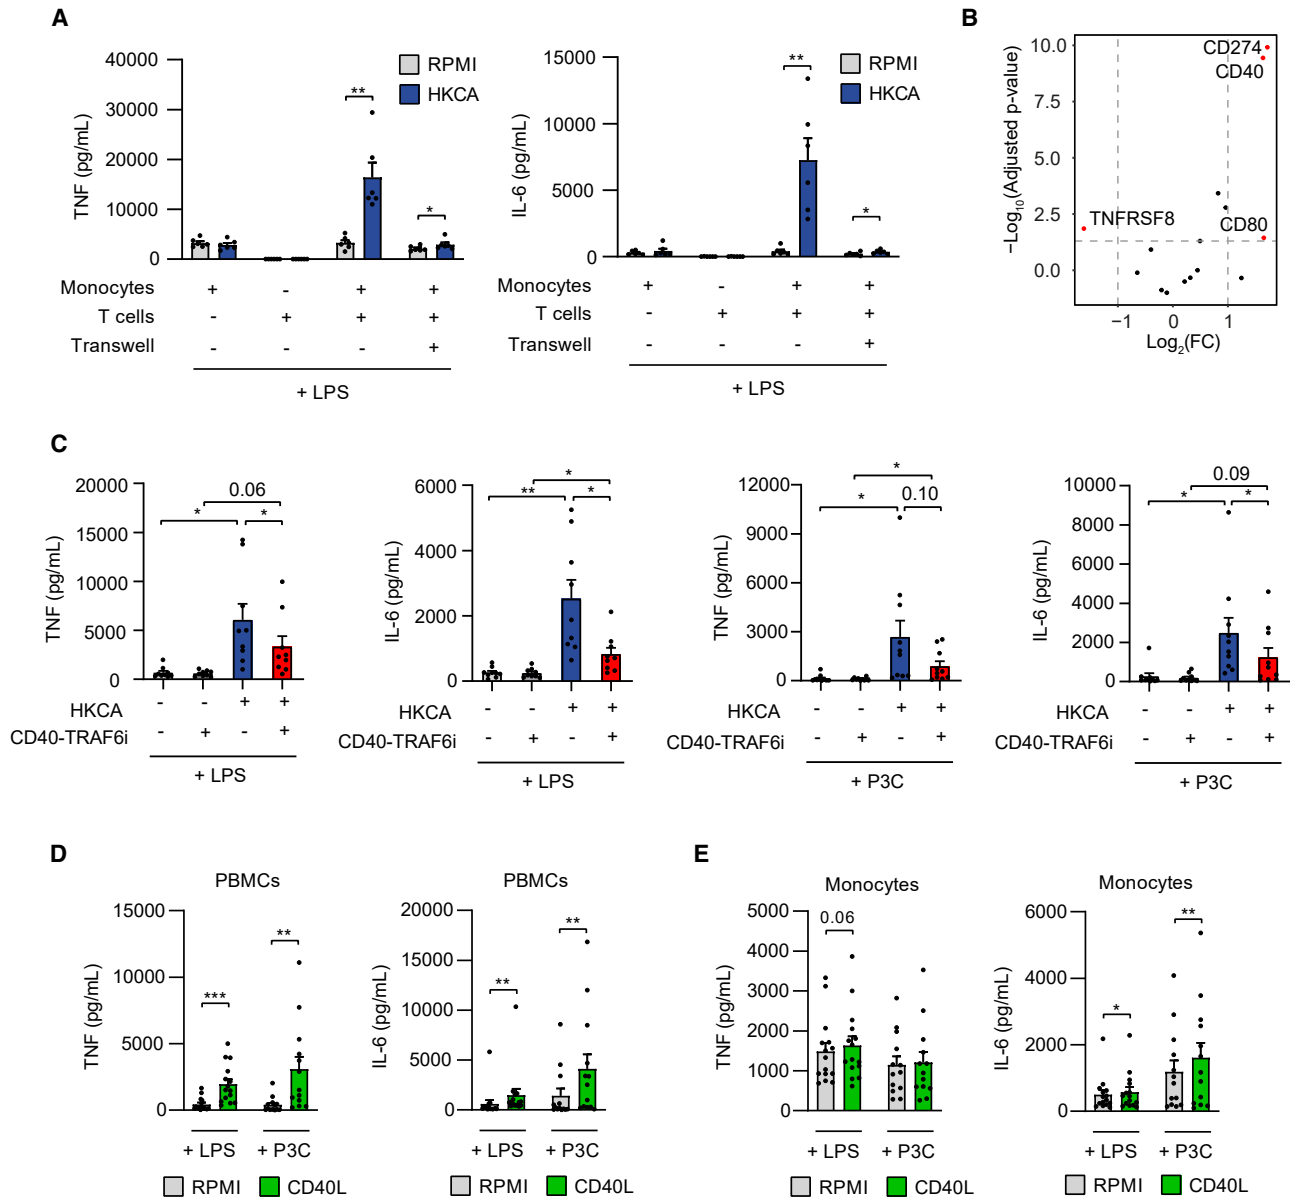 A
40000
30000
20000
10000
0
TNF (pg/mL)
RPMI
HKCA
**
*
Monocytes + - + +
T cells - + + +
Transwell - - - +
+ LPS
15000
10000
5000
0
IL-6 (pg/mL)
RPMI
HKCA
**
*
Monocytes + - + +
T cells - + + +
Transwell - - - +
+ LPS
B
10.0
7.5
5.0
2.5
0.0
−Log10(Adjusted p-value)
CD274
CD40
TNFRSF8
CD80
−1 0 1
Log2(FC)
C
20000
15000
10000
5000
0
TNF (pg/mL)
0.06
* *
HKCA - - + +
CD40-TRAF6i - + - +
+ LPS
6000
4000
2000
0
IL-6 (pg/mL)
*
** *
HKCA - - + +
CD40-TRAF6i - + - +
+ LPS
12000
9000
6000
3000
0
TNF (pg/mL)
*
* 0.10
HKCA - - + +
CD40-TRAF6i - + - +
+ P3C
10000
8000
6000
4000
2000
0
IL-6 (pg/mL)
0.09
* *
HKCA - - + +
CD40-TRAF6i - + - +
+ P3C
D
PBMCs
15000
10000
5000
0
TNF (pg/mL)
***
**
+ LPS + P3C
RPMI CD40L
PBMCs
20000
15000
10000
5000
0
IL-6 (pg/mL)
**
**
+ LPS + P3C
RPMI CD40L
E
Monocytes
5000
4000
3000
2000
1000
0
TNF (pg/mL)
0.06
+ LPS + P3C
RPMI CD40L
Monocytes
6000
4000
2000
0
IL-6 (pg/mL)
*
**
+ LPS + P3C
RPMI CD40L